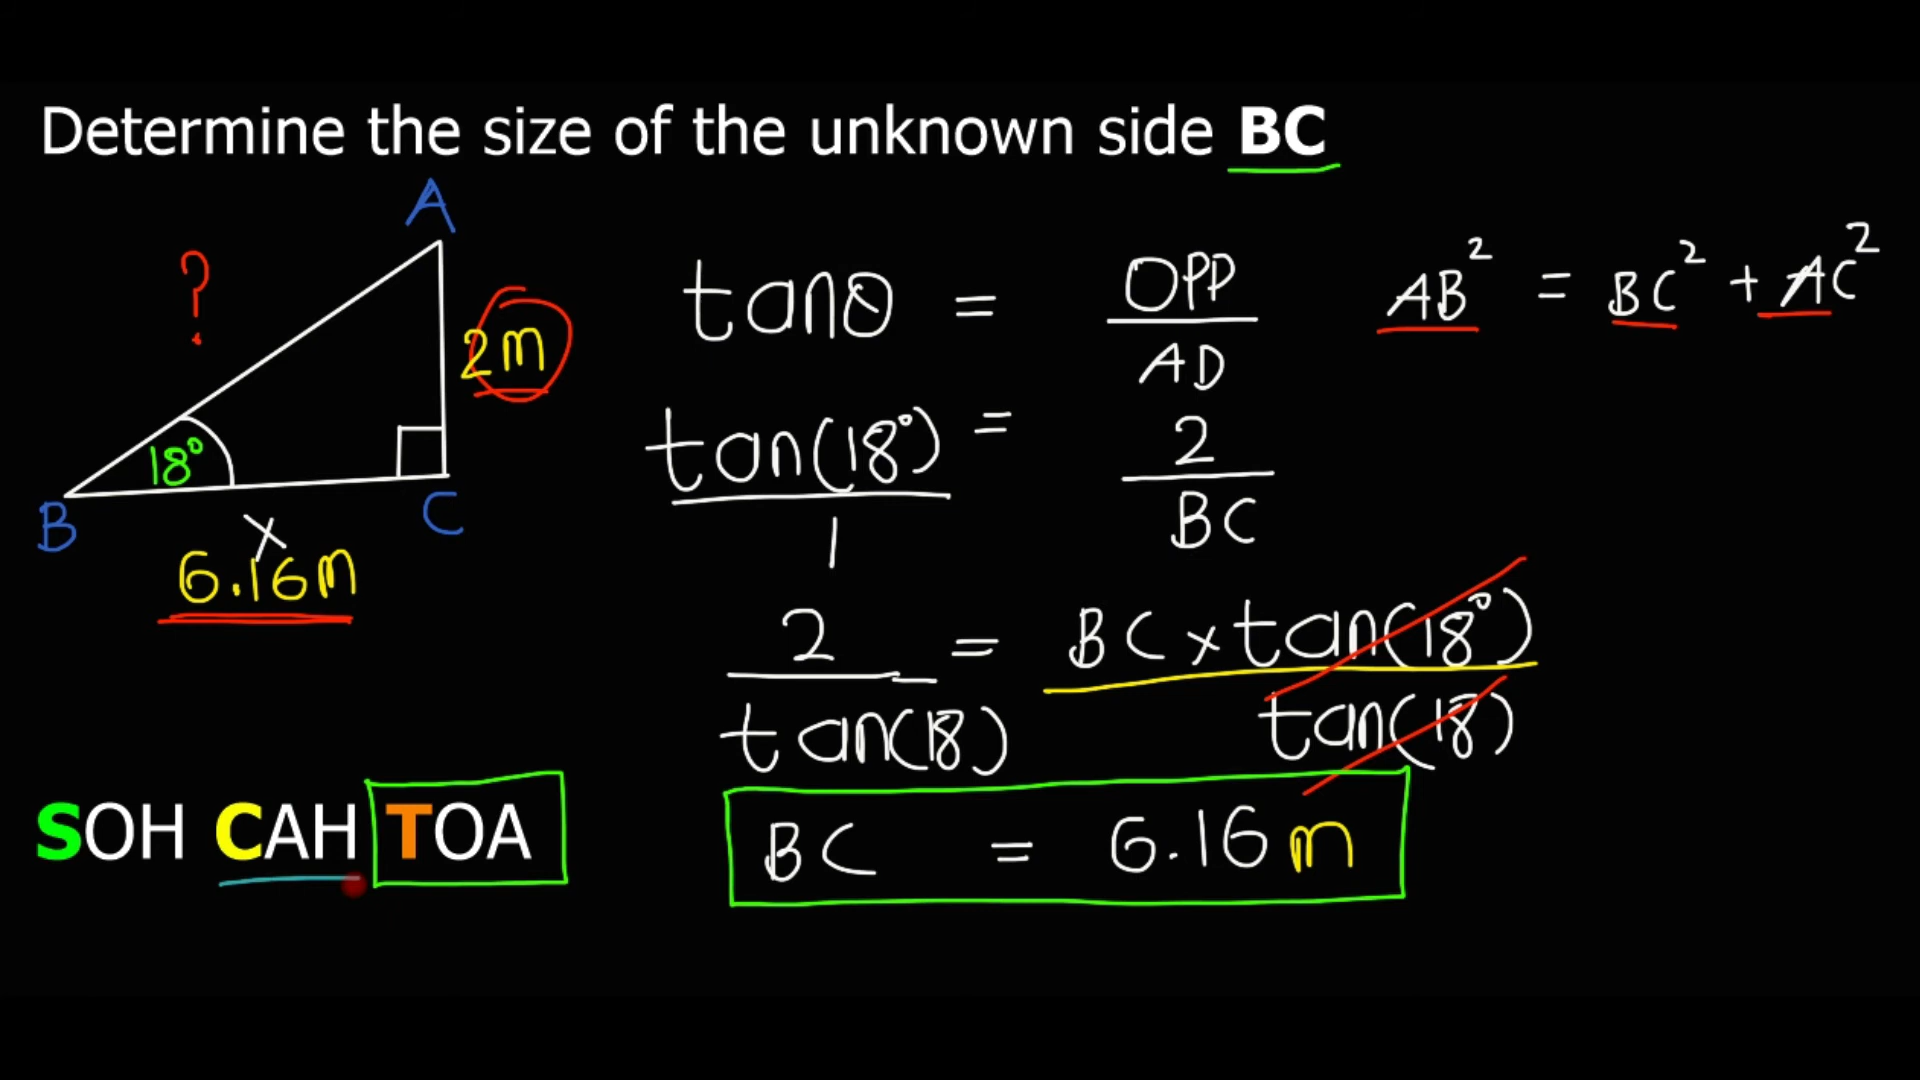 Determine the size of the unknown side BC
A
?
2m
18°
B
C
x
6.16m
SOH CAH TOA
tanθ = OPP / AD
tan(18°) / 1 = 2 / BC
2 / tan(18) = BC x tan(18°) / tan(18)
BC = 6.16 m
AB² = BC² + AC²